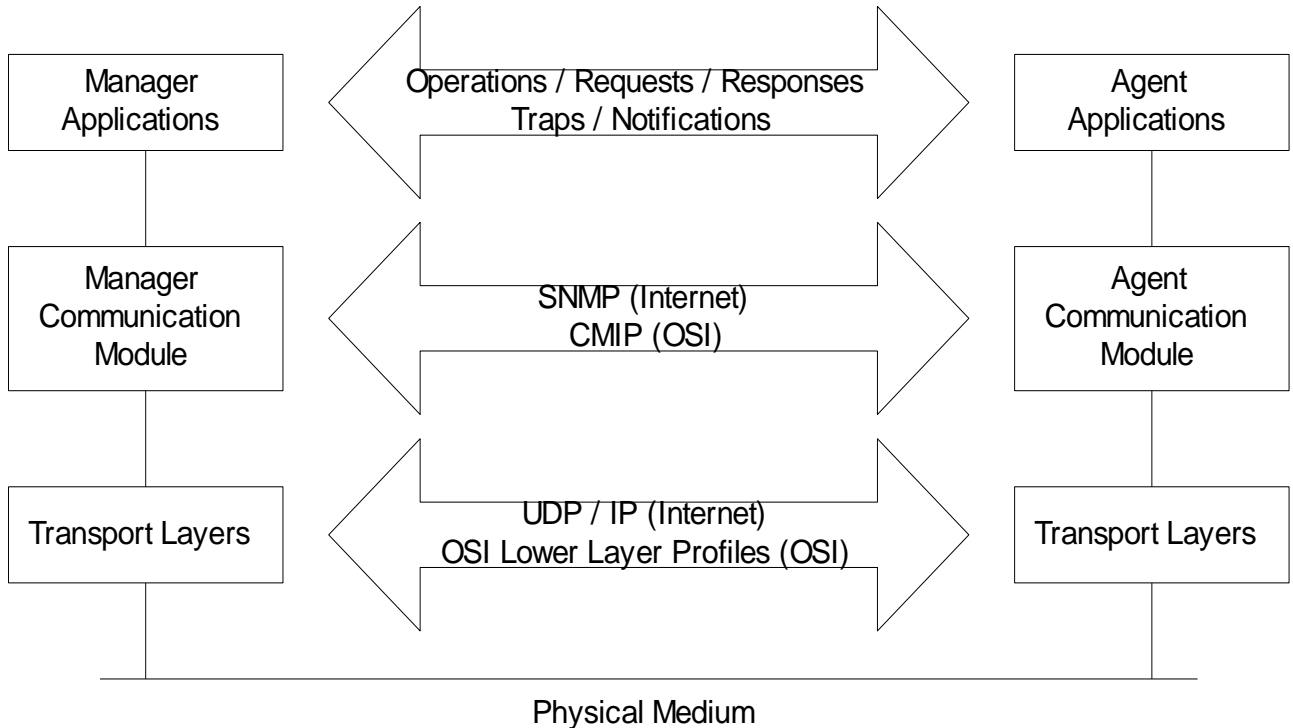 Manager
Applications
Operations / Requests / Responses
Traps / Notifications
Agent
Applications
Manager
Communication
Module
SNMP (Internet)
CMIP (OSI)
Agent
Communication
Module
Transport Layers
UDP / IP (Internet)
OSI Lower Layer Profiles (OSI)
Transport Layers
Physical Medium